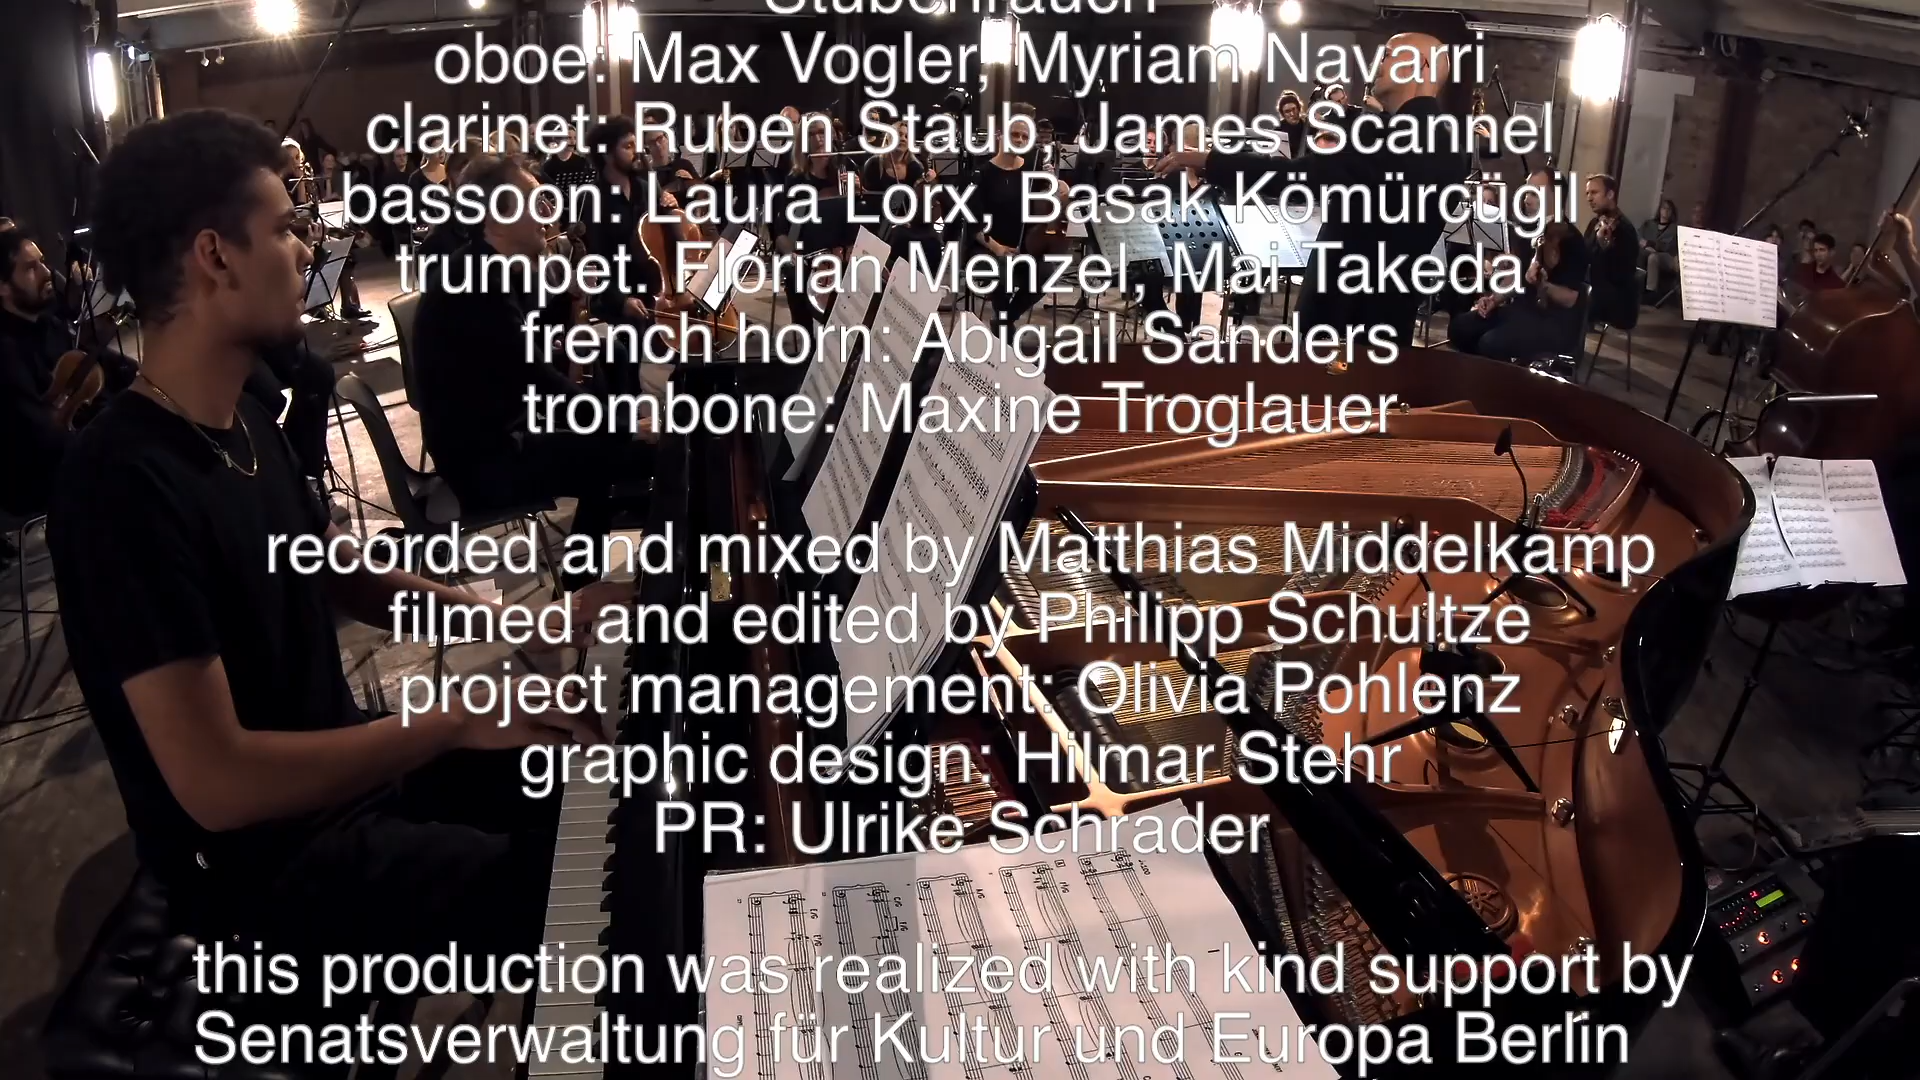 Stubenrauch
oboe: Max Vogler, Myriam Navarri
clarinet: Ruben Staub, James Scannel
bassoon: Laura Lorx, Basak Kömürcügil
trumpet. Florian Menzel, Mai Takeda
french horn: Abigail Sanders
trombone: Maxine Troglauer
recorded and mixed by Matthias Middelkamp
filmed and edited by Philipp Schultze
project management: Olivia Pohlenz
graphic design: Hilmar Stehr
PR: Ulrike Schrader
this production was realized with kind support by
Senatsverwaltung für Kultur und Europa Berlin